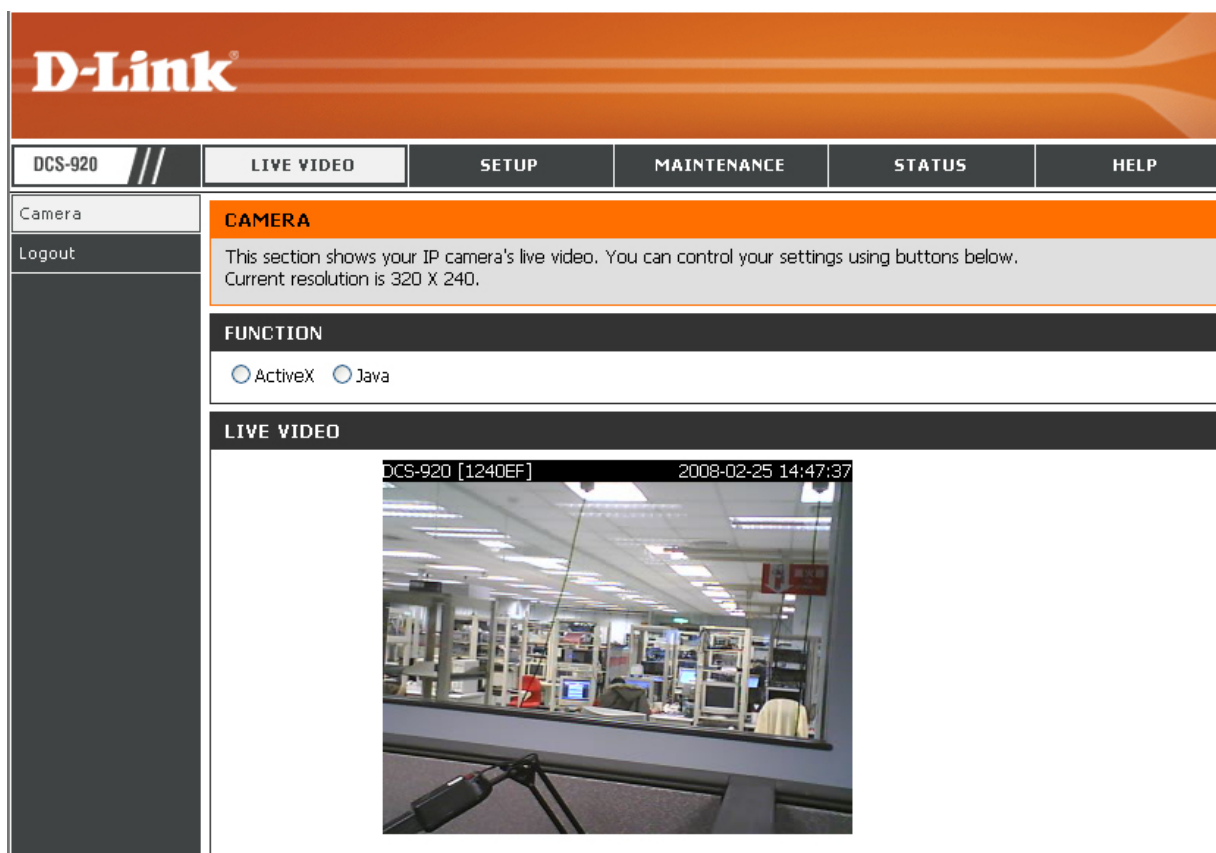 D-Link®
DCS-920
LIVE VIDEO SETUP MAINTENANCE STATUS HELP
Camera
Logout
CAMERA
This section shows your IP camera's live video. You can control your settings using buttons below.
Current resolution is 320 X 240.
FUNCTION
ActiveX Java
LIVE VIDEO
DCS-920 [1240EF] 2008-02-25 14:47:37